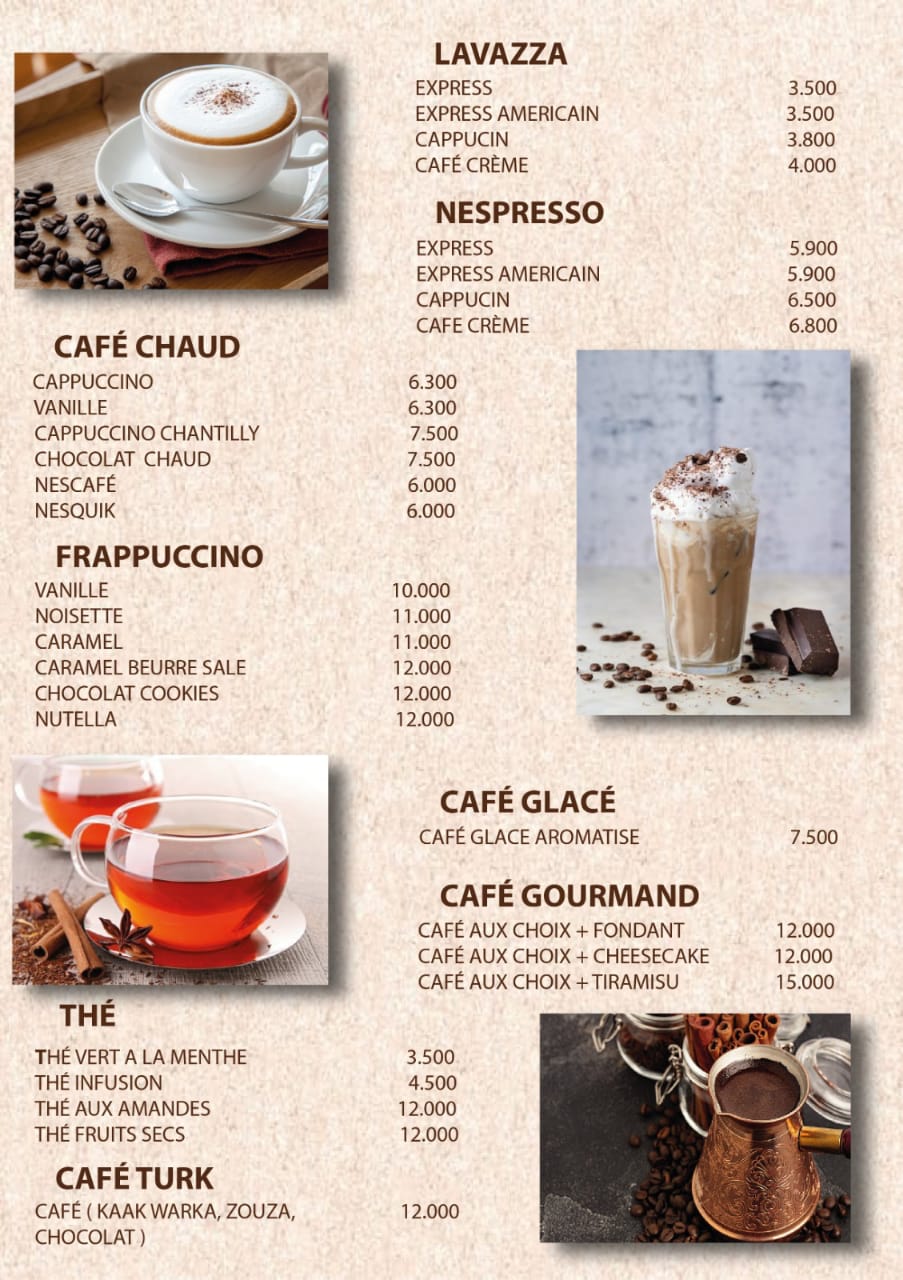 LAVAZZA
EXPRESS 3.500
EXPRESS AMERICAIN 3.500
CAPPUCIN 3.800
CAFÉ CRÈME 4.000
NESPRESSO
EXPRESS 5.900
EXPRESS AMERICAIN 5.900
CAPPUCIN 6.500
CAFE CRÈME 6.800
CAFÉ CHAUD
CAPPUCCINO 6.300
VANILLE 6.300
CAPPUCCINO CHANTILLY 7.500
CHOCOLAT CHAUD 7.500
NESCAFÉ 6.000
NESQUIK 6.000
FRAPPUCCINO
VANILLE 10.000
NOISETTE 11.000
CARAMEL 11.000
CARAMEL BEURRE SALE 12.000
CHOCOLAT COOKIES 12.000
NUTELLA 12.000
CAFÉ GLACÉ
CAFÉ GLACE AROMATISE 7.500
CAFÉ GOURMAND
CAFÉ AUX CHOIX + FONDANT 12.000
CAFÉ AUX CHOIX + CHEESECAKE 12.000
CAFÉ AUX CHOIX + TIRAMISU 15.000
THÉ
THÉ VERT A LA MENTHE 3.500
THÉ INFUSION 4.500
THÉ AUX AMANDES 12.000
THÉ FRUITS SECS 12.000
CAFÉ TURK
CAFÉ ( KAAK WARKA, ZOUZA, 12.000
CHOCOLAT )